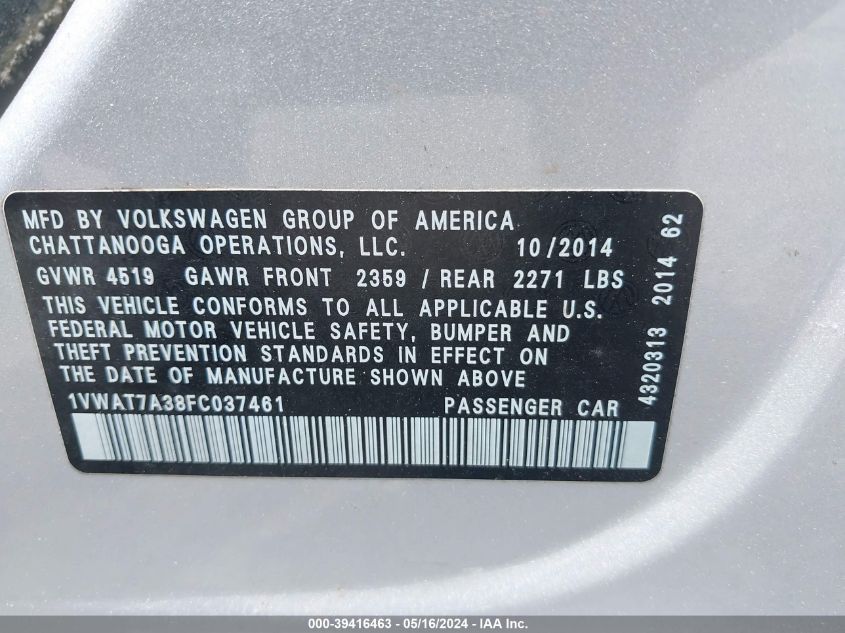 MFD BY VOLKSWAGEN GROUP OF AMERICA
CHATTANOOGA OPERATIONS, LLC. 10/2014
GVWR 4519 GAWR FRONT 2359 / REAR 2271 LBS
THIS VEHICLE CONFORMS TO ALL APPLICABLE U.S.
FEDERAL MOTOR VEHICLE SAFETY, BUMPER AND
THEFT PREVENTION STANDARDS IN EFFECT ON
THE DATE OF MANUFACTURE SHOWN ABOVE
1VWAT7A38FC037461 PASSENGER CAR
4320313 2014 62
000-39416463 - 05/16/2024 - IAA Inc.